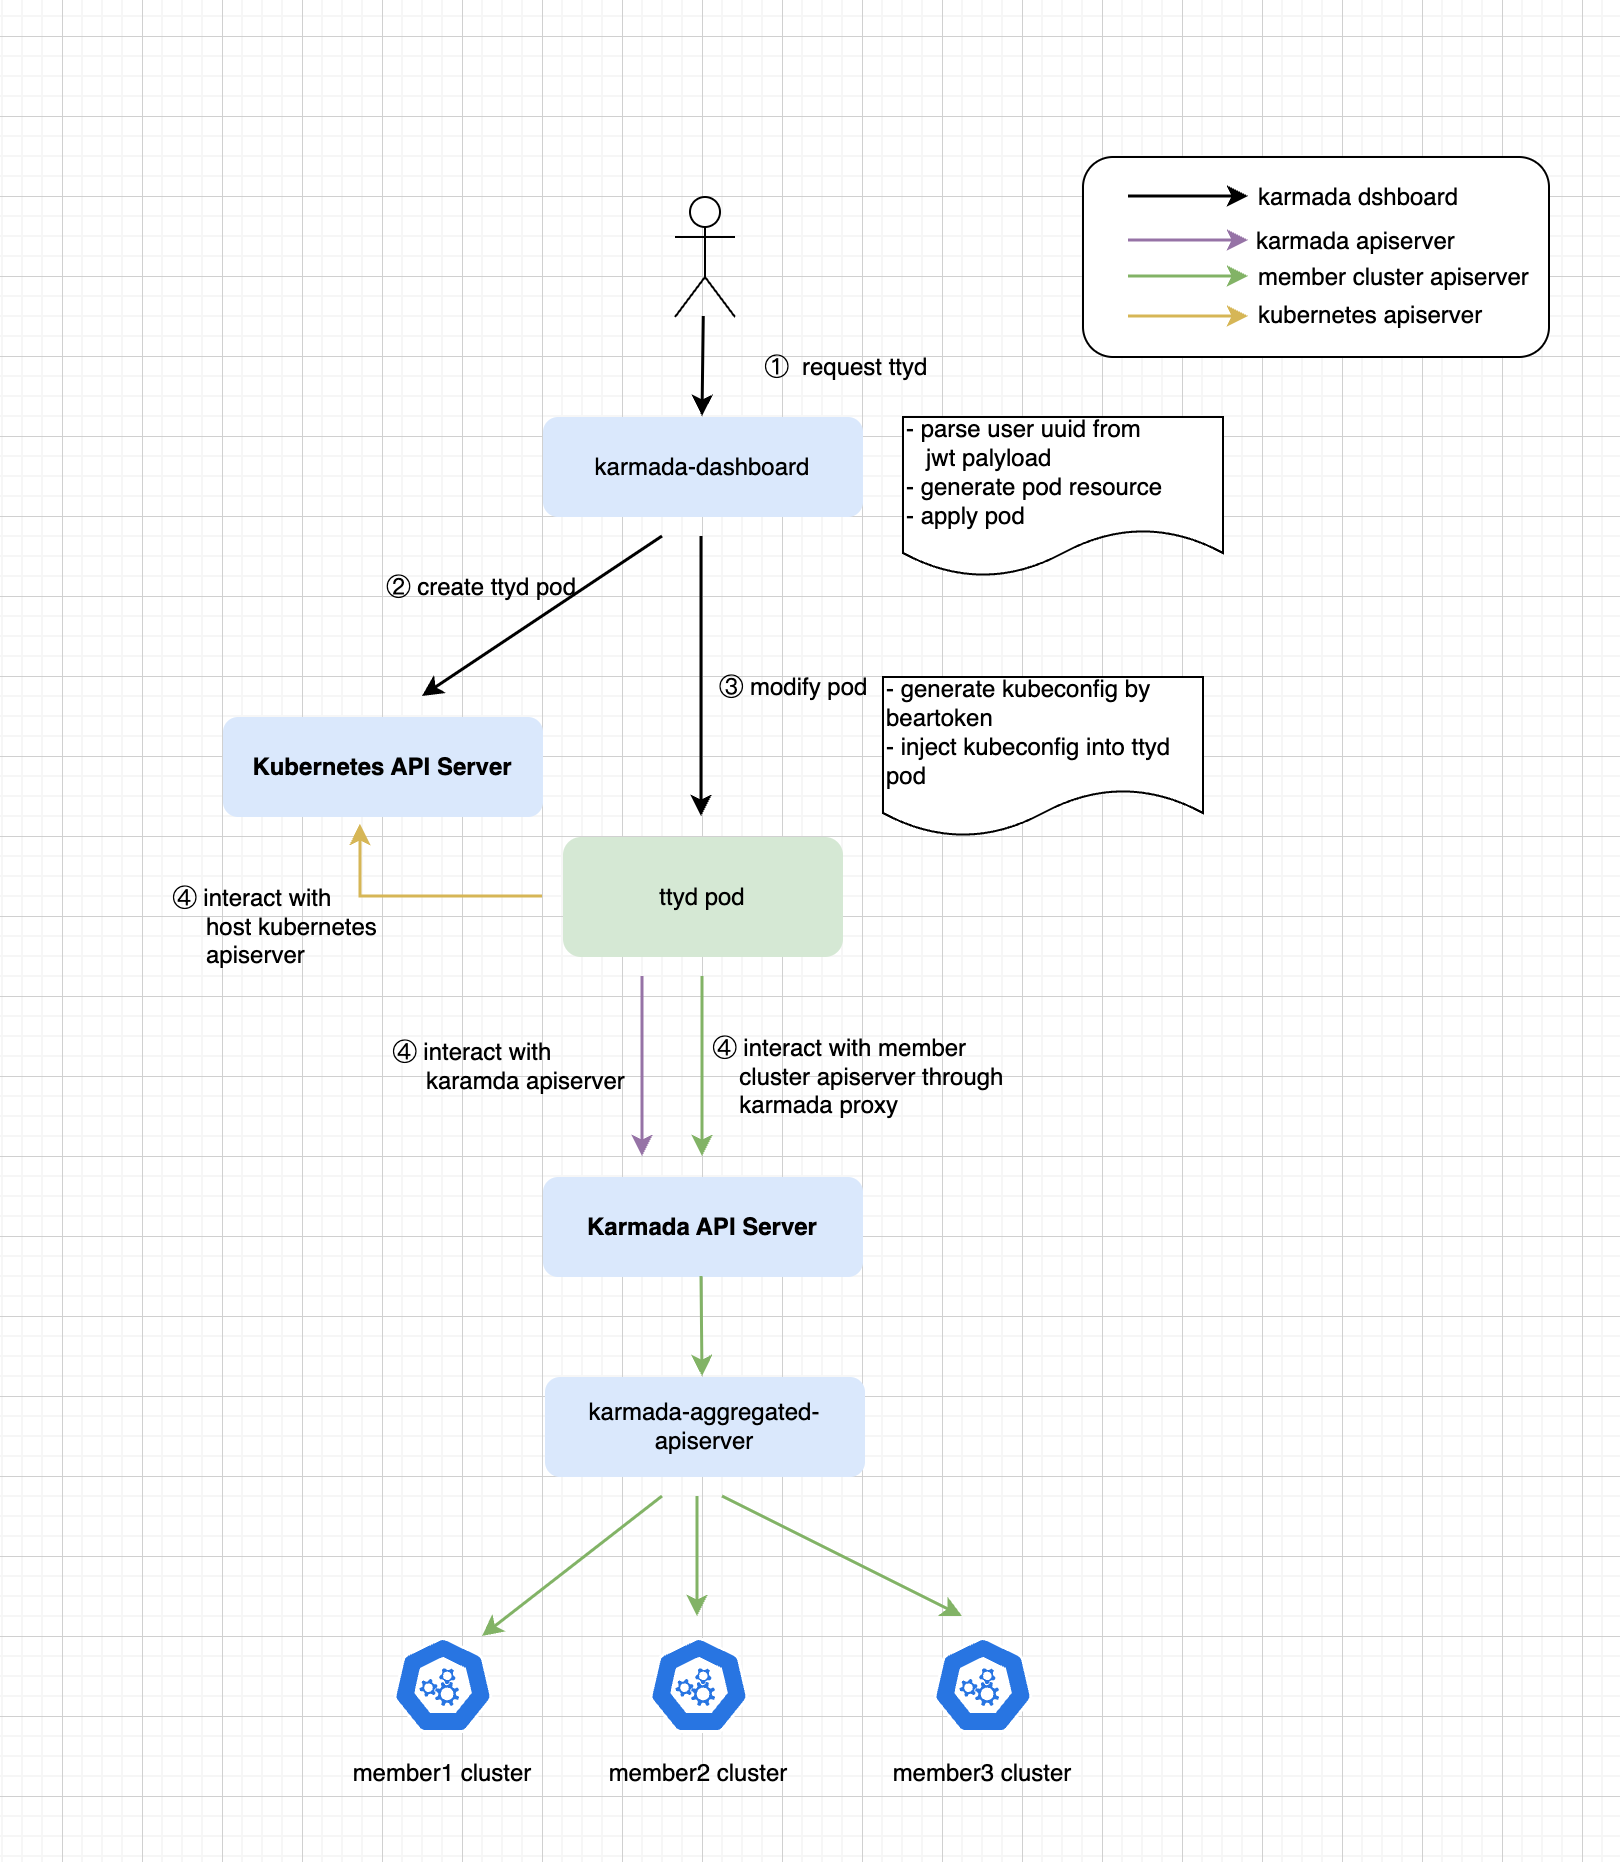 karmada dshboard
karmada apiserver
member cluster apiserver
kubernetes apiserver
① request ttyd
karmada-dashboard
- parse user uuid from
jwt palyload
- generate pod resource
- apply pod
② create ttyd pod
③ modify pod
- generate kubeconfig by
beartoken
- inject kubeconfig into ttyd
pod
Kubernetes API Server
ttyd pod
④ interact with
host kubernetes
apiserver
④ interact with
karamda apiserver
④ interact with member
cluster apiserver through
karmada proxy
Karmada API Server
karmada-aggregated-
apiserver
member1 cluster
member2 cluster
member3 cluster